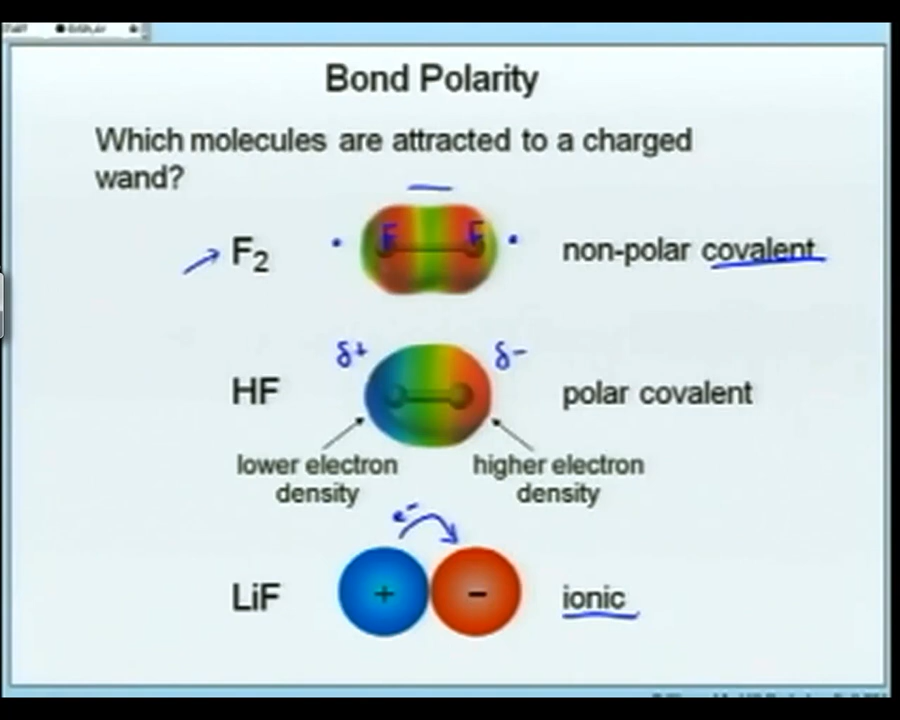 Bond Polarity
Which molecules are attracted to a charged
wand?
F₂ F F non-polar covalent
δ+ δ-
HF polar covalent
lower electron higher electron
density density
e⁻
LiF + − ionic